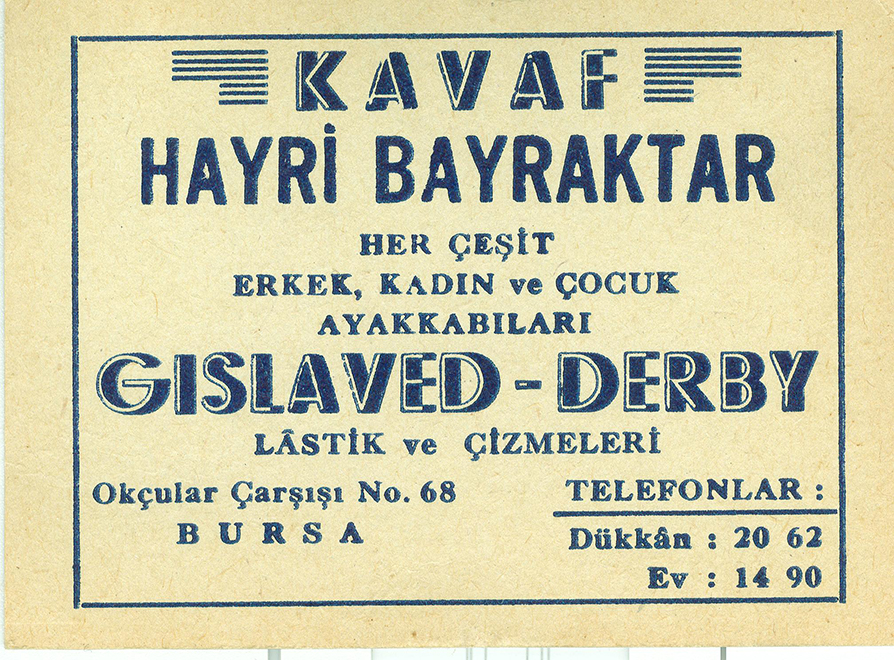 KAVAF
HAYRİ BAYRAKTAR
HER ÇEŞİT
ERKEK, KADIN ve ÇOCUK
AYAKKABILARI
GISLAVED - DERBY
LÂSTİK ve ÇİZMELERİ
Okçular Çarşışı No. 68
BURSA
TELEFONLAR :
Dükkân : 20 62
Ev : 14 90